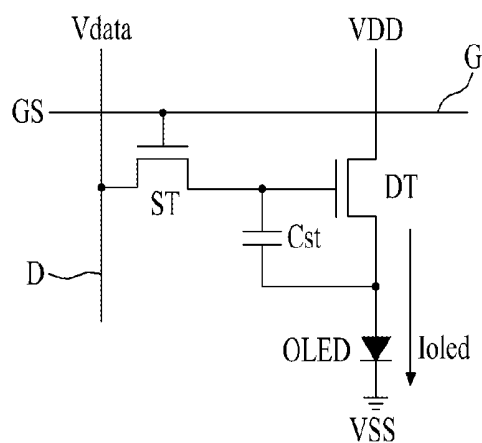 Vdata
VDD
G
GS
ST
DT
Cst
D
OLED
Ioled
VSS